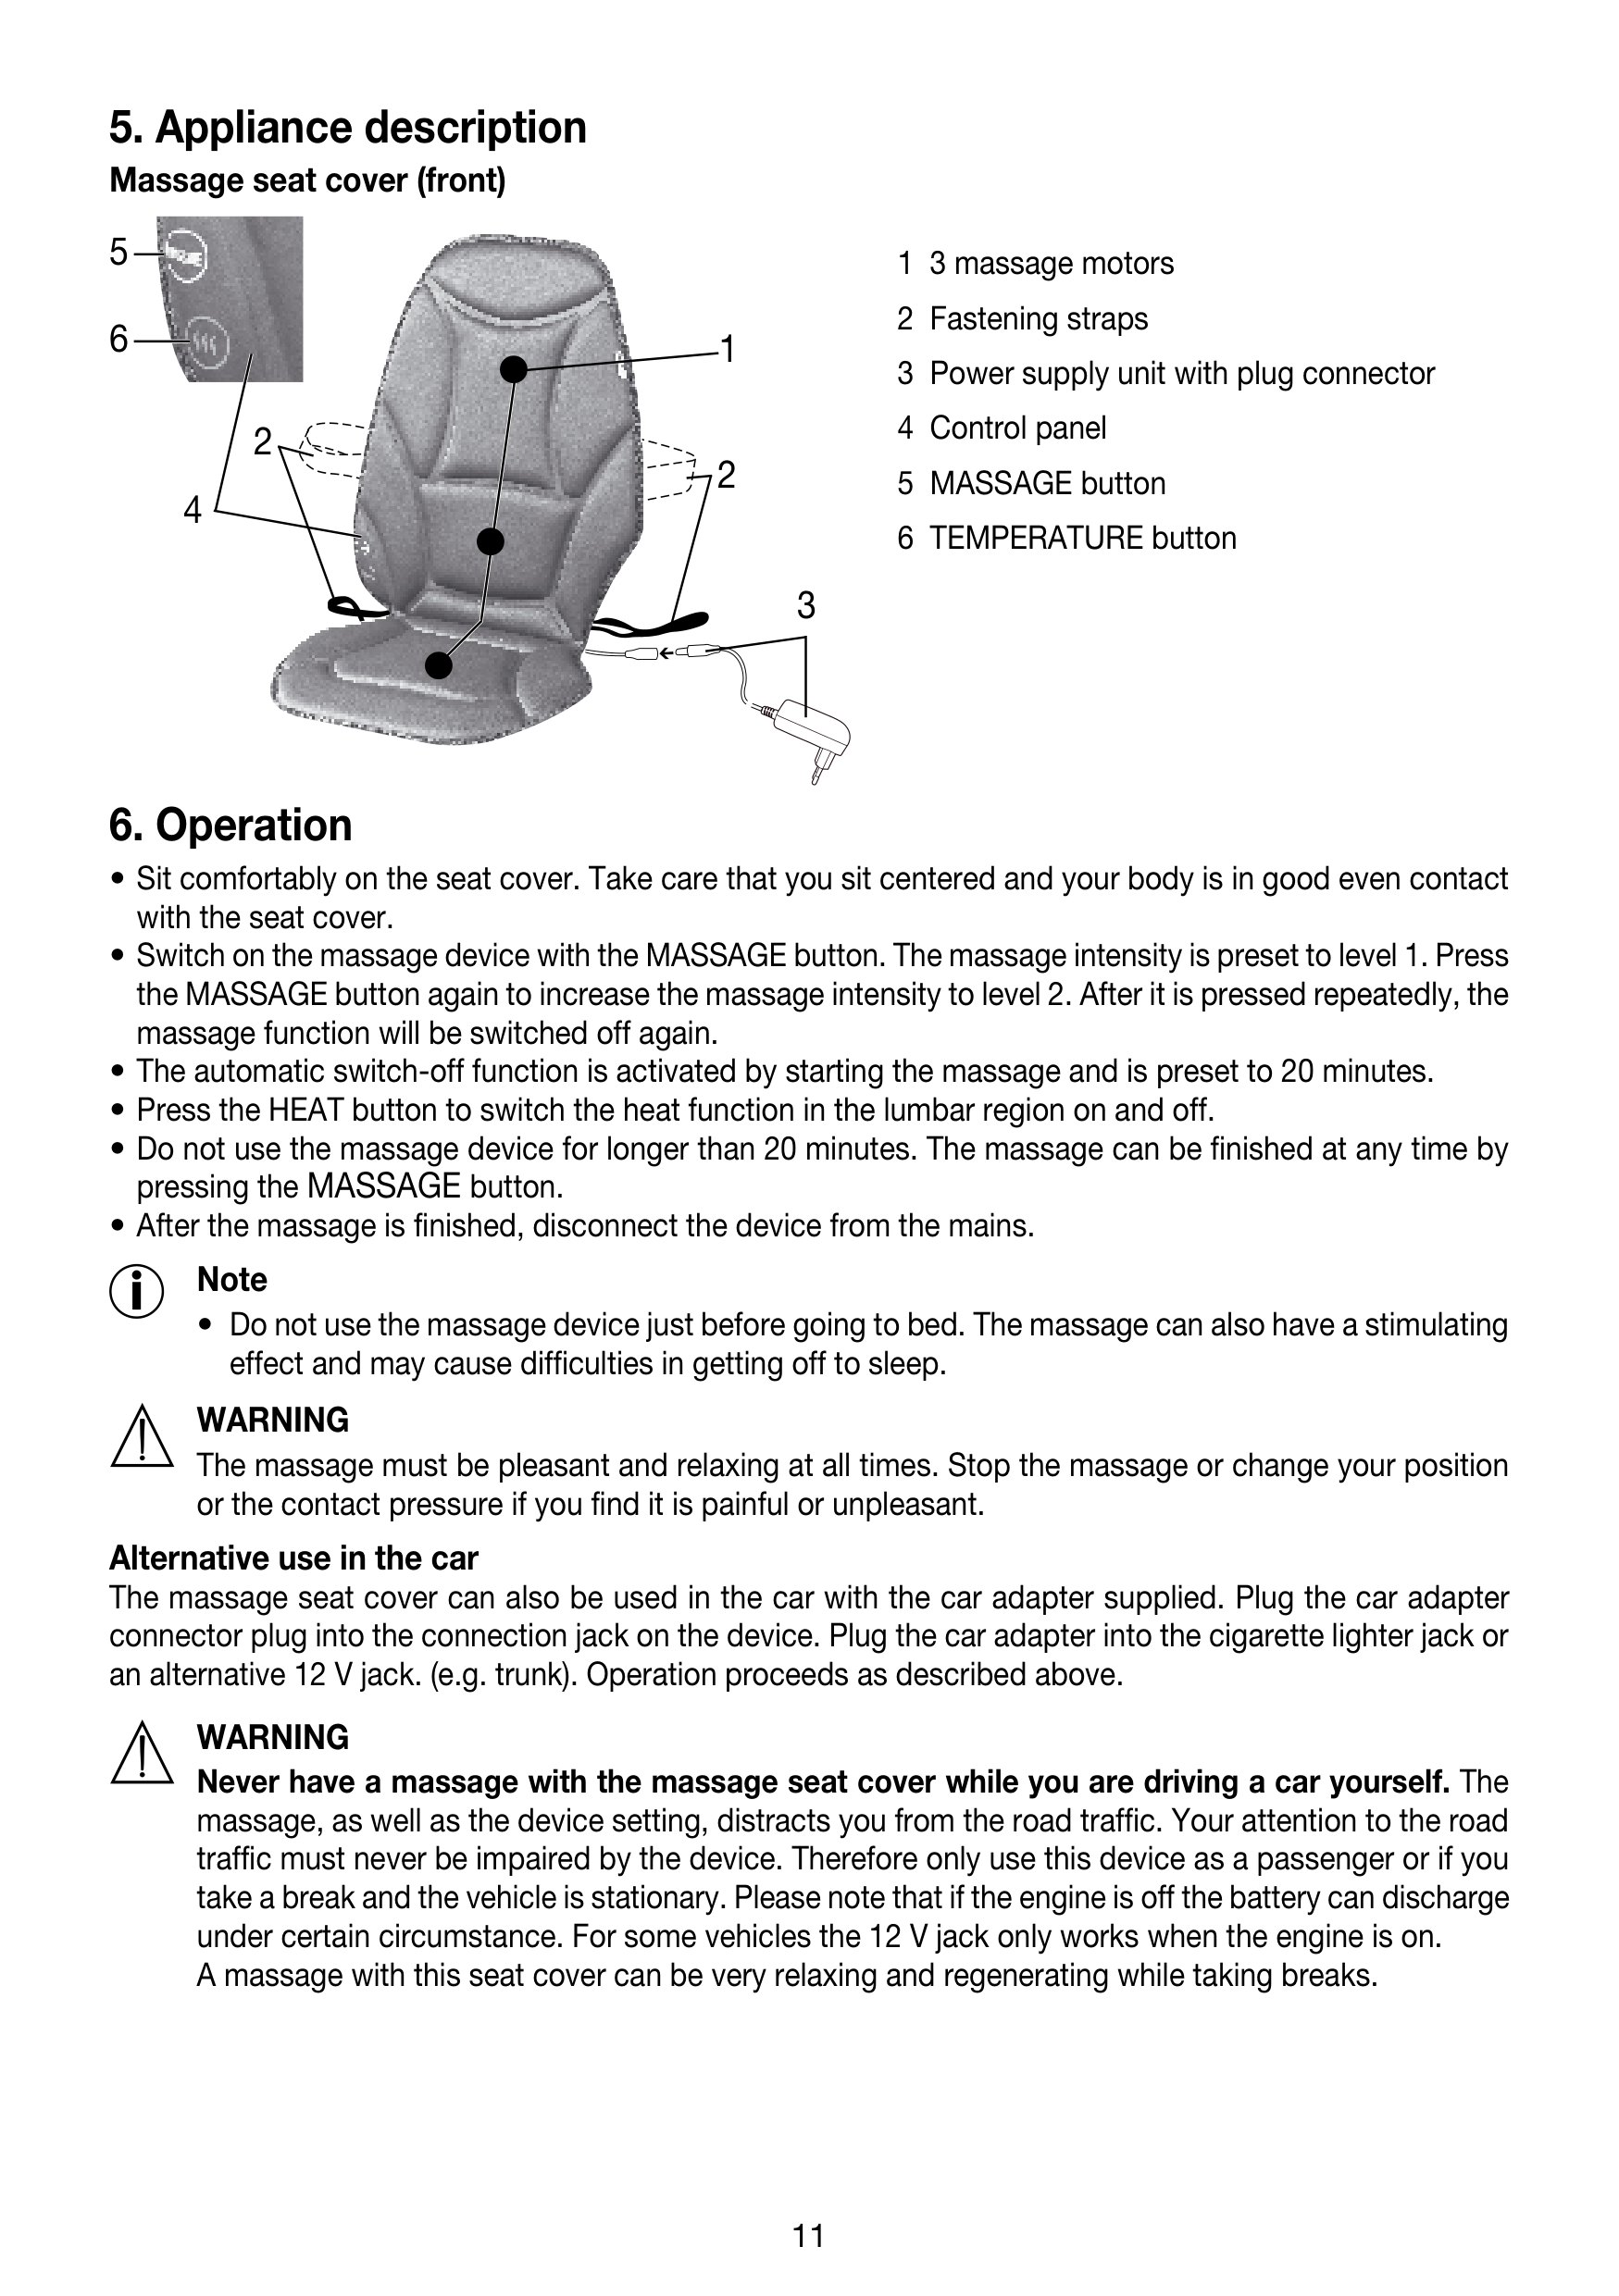 5. Appliance description
Massage seat cover (front)
5
6
1
2
2
4
3
1 3 massage motors
2 Fastening straps
3 Power supply unit with plug connector
4 Control panel
5 MASSAGE button
6 TEMPERATURE button
6. Operation
• Sit comfortably on the seat cover. Take care that you sit centered and your body is in good even contact
with the seat cover.
• Switch on the massage device with the MASSAGE button. The massage intensity is preset to level 1. Press
the MASSAGE button again to increase the massage intensity to level 2. After it is pressed repeatedly, the
massage function will be switched off again.
• The automatic switch-off function is activated by starting the massage and is preset to 20 minutes.
• Press the HEAT button to switch the heat function in the lumbar region on and off.
• Do not use the massage device for longer than 20 minutes. The massage can be finished at any time by
pressing the MASSAGE button.
• After the massage is finished, disconnect the device from the mains.
Note
• Do not use the massage device just before going to bed. The massage can also have a stimulating
effect and may cause difficulties in getting off to sleep.
WARNING
The massage must be pleasant and relaxing at all times. Stop the massage or change your position
or the contact pressure if you find it is painful or unpleasant.
Alternative use in the car
The massage seat cover can also be used in the car with the car adapter supplied. Plug the car adapter
connector plug into the connection jack on the device. Plug the car adapter into the cigarette lighter jack or
an alternative 12 V jack. (e.g. trunk). Operation proceeds as described above.
WARNING
Never have a massage with the massage seat cover while you are driving a car yourself. The
massage, as well as the device setting, distracts you from the road traffic. Your attention to the road
traffic must never be impaired by the device. Therefore only use this device as a passenger or if you
take a break and the vehicle is stationary. Please note that if the engine is off the battery can discharge
under certain circumstance. For some vehicles the 12 V jack only works when the engine is on.
A massage with this seat cover can be very relaxing and regenerating while taking breaks.
11